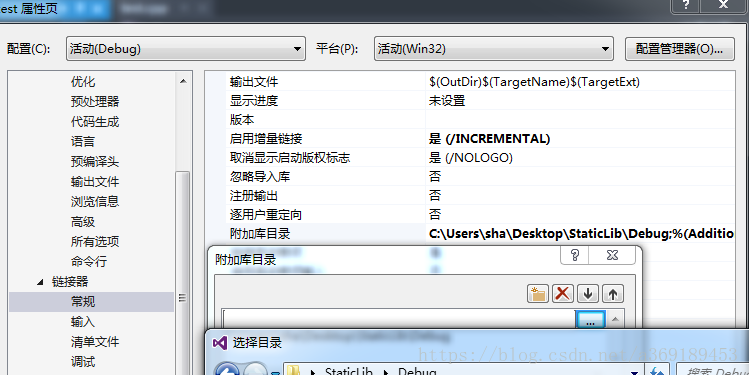 est 属性页
配置(C):
活动(Debug)
平台(P):
活动(Win32)
配置管理器(O)...
优化
预处理器
代码生成
语言
预编译头
输出文件
浏览信息
高级
所有选项
命令行
链接器
常规
输入
清单文件
调试
输出文件 $(OutDir)$(TargetName)$(TargetExt)
显示进度 未设置
版本
启用增量链接 是 (/INCREMENTAL)
取消显示启动版权标志 是 (/NOLOGO)
忽略导入库 否
注册输出 否
逐用户重定向 否
附加库目录 C:\Users\sha\Desktop\StaticLib\Debug;%(Additio
附加库目录
...
选择目录
StaticLib
Debug
搜索 Debu
https://blog.csdn.net/
369189453